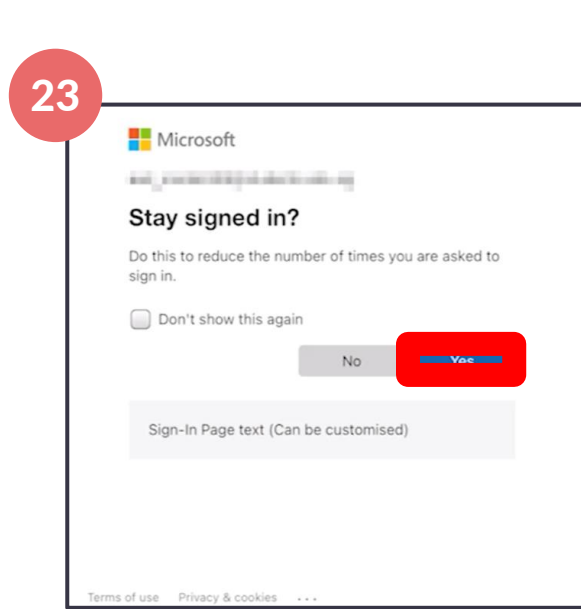 23
Microsoft
Stay signed in?
Do this to reduce the number of times you are asked to
sign in.
Don't show this again
No
Yes
Sign-In Page text (Can be customised)
Terms of use Privacy & cookies ...